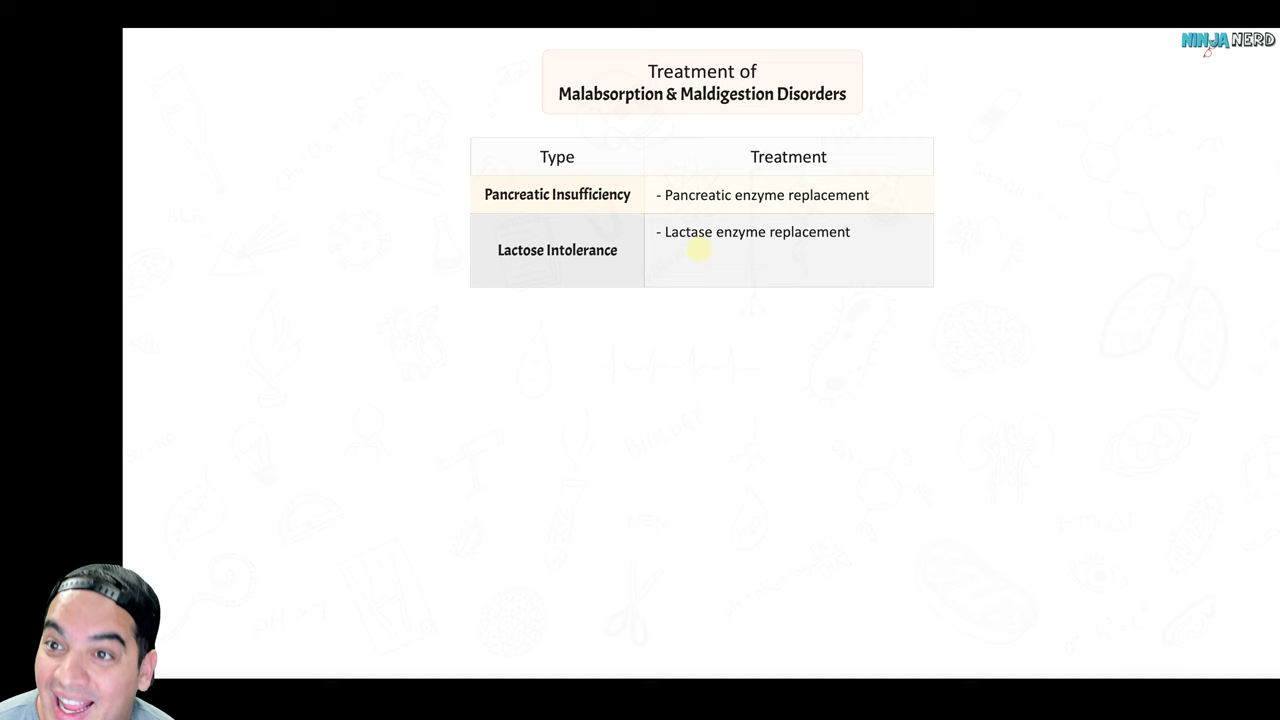 NINJA NERD
Treatment of
Malabsorption & Maldigestion Disorders
Type
Treatment
Pancreatic Insufficiency
- Pancreatic enzyme replacement
Lactose Intolerance
- Lactase enzyme replacement